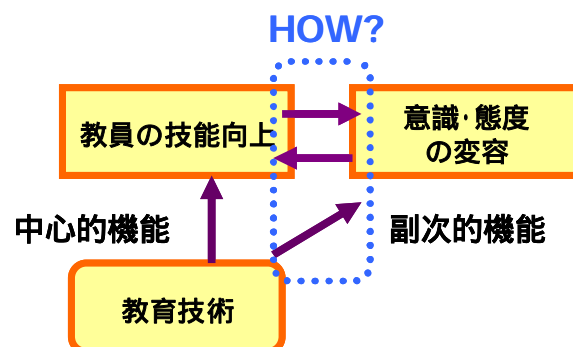 HOW?
教員の技能向上
意識・態度
の変容
中心的機能
副次的機能
教育技術